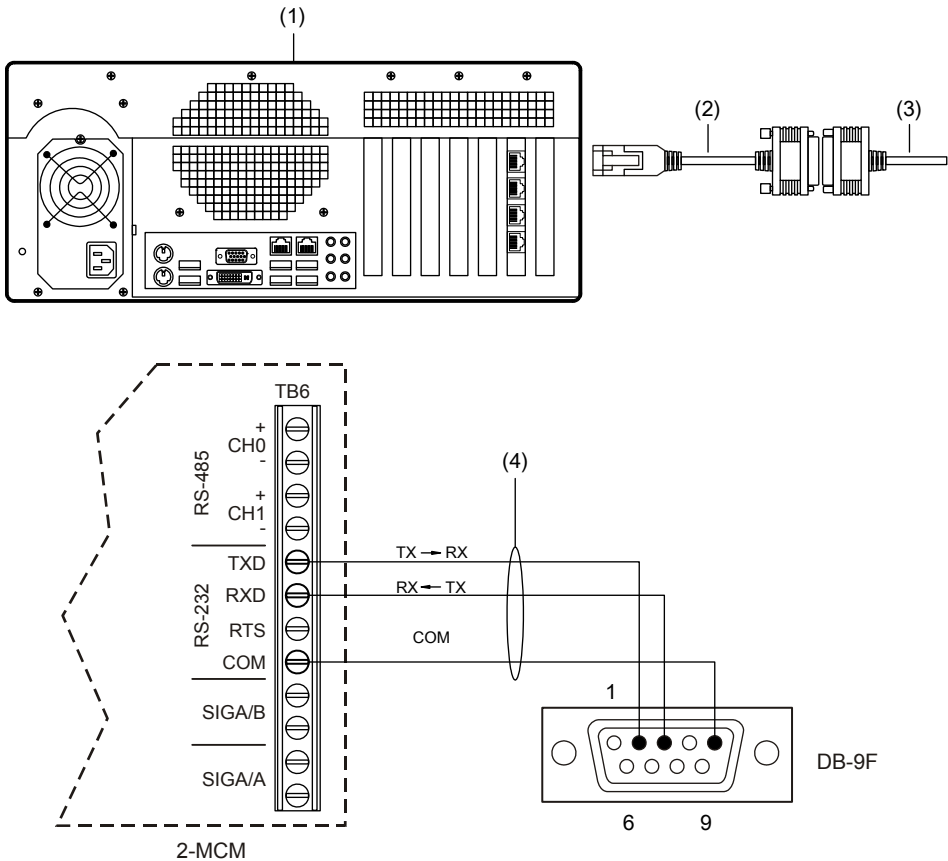 (1)
(2)
(3)
TB6
+
CH0
-
RS-485
+
CH1
-
(4)
TXD
TX → RX
RXD
RX ← TX
RS-232
RTS
COM
COM
SIGA/B
1
SIGA/A
DB-9F
6
9
2-MCM